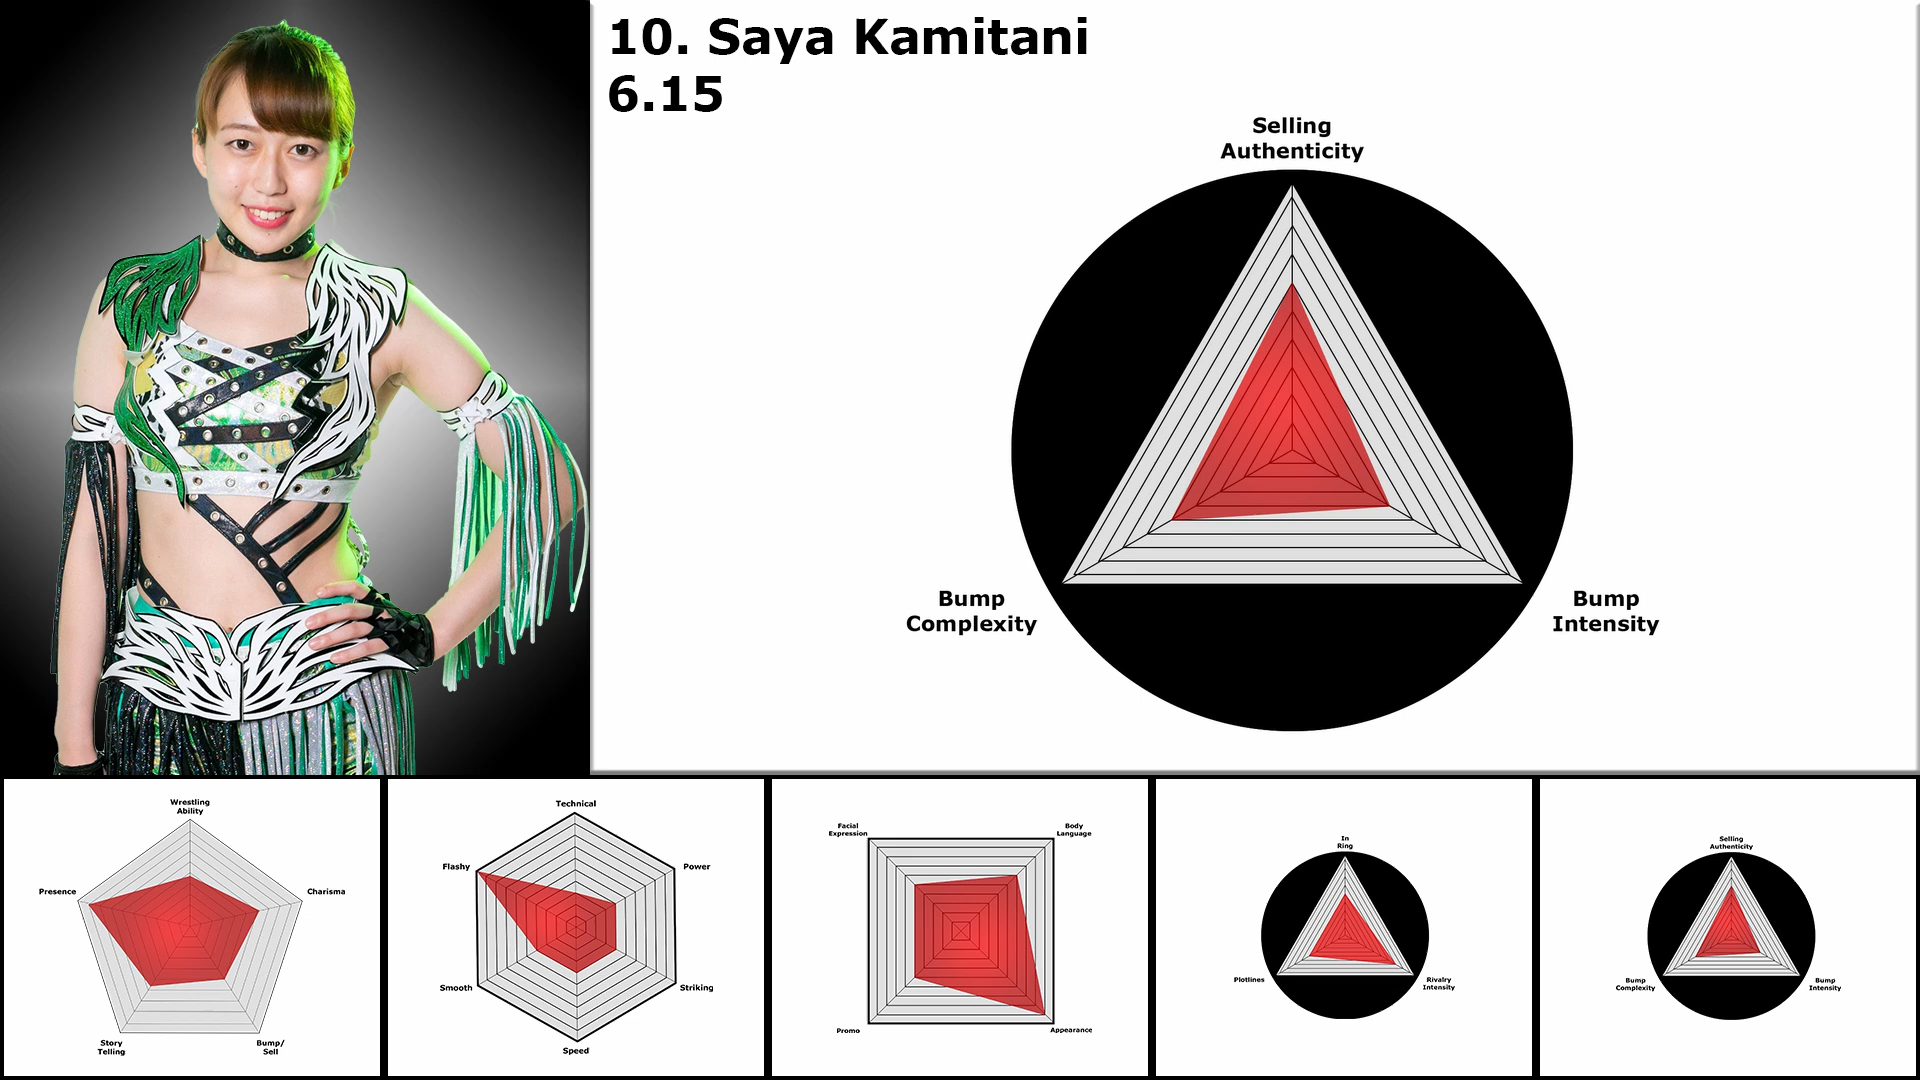 10. Saya Kamitani
6.15
Selling
Authenticity
Bump
Complexity
Bump
Intensity
Wrestling
Ability
Presence
Charisma
Story
Telling
Bump/
Sell
Technical
Flashy
Power
Smooth
Striking
Speed
Facial
Expression
Body
Language
Promo
Appearance
In
Ring
Plotlines
Rivalry
Intensity
Selling
Authenticity
Bump
Complexity
Bump
Intensity